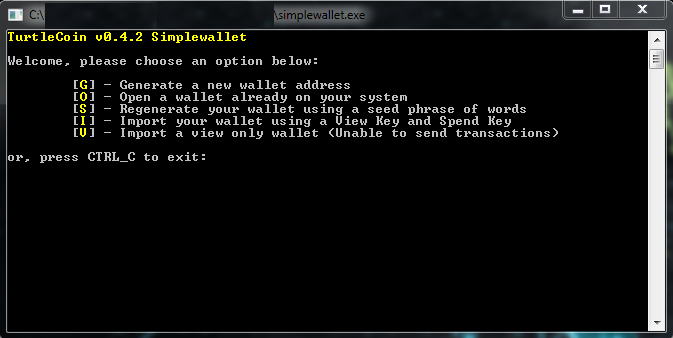 C:\ \simplewallet.exe
TurtleCoin v0.4.2 Simplewallet
Welcome, please choose an option below:
[G] - Generate a new wallet address
[O] - Open a wallet already on your system
[S] - Regenerate your wallet using a seed phrase of words
[I] - Import your wallet using a View Key and Spend Key
[V] - Import a view only wallet (Unable to send transactions)
or, press CTRL_C to exit: